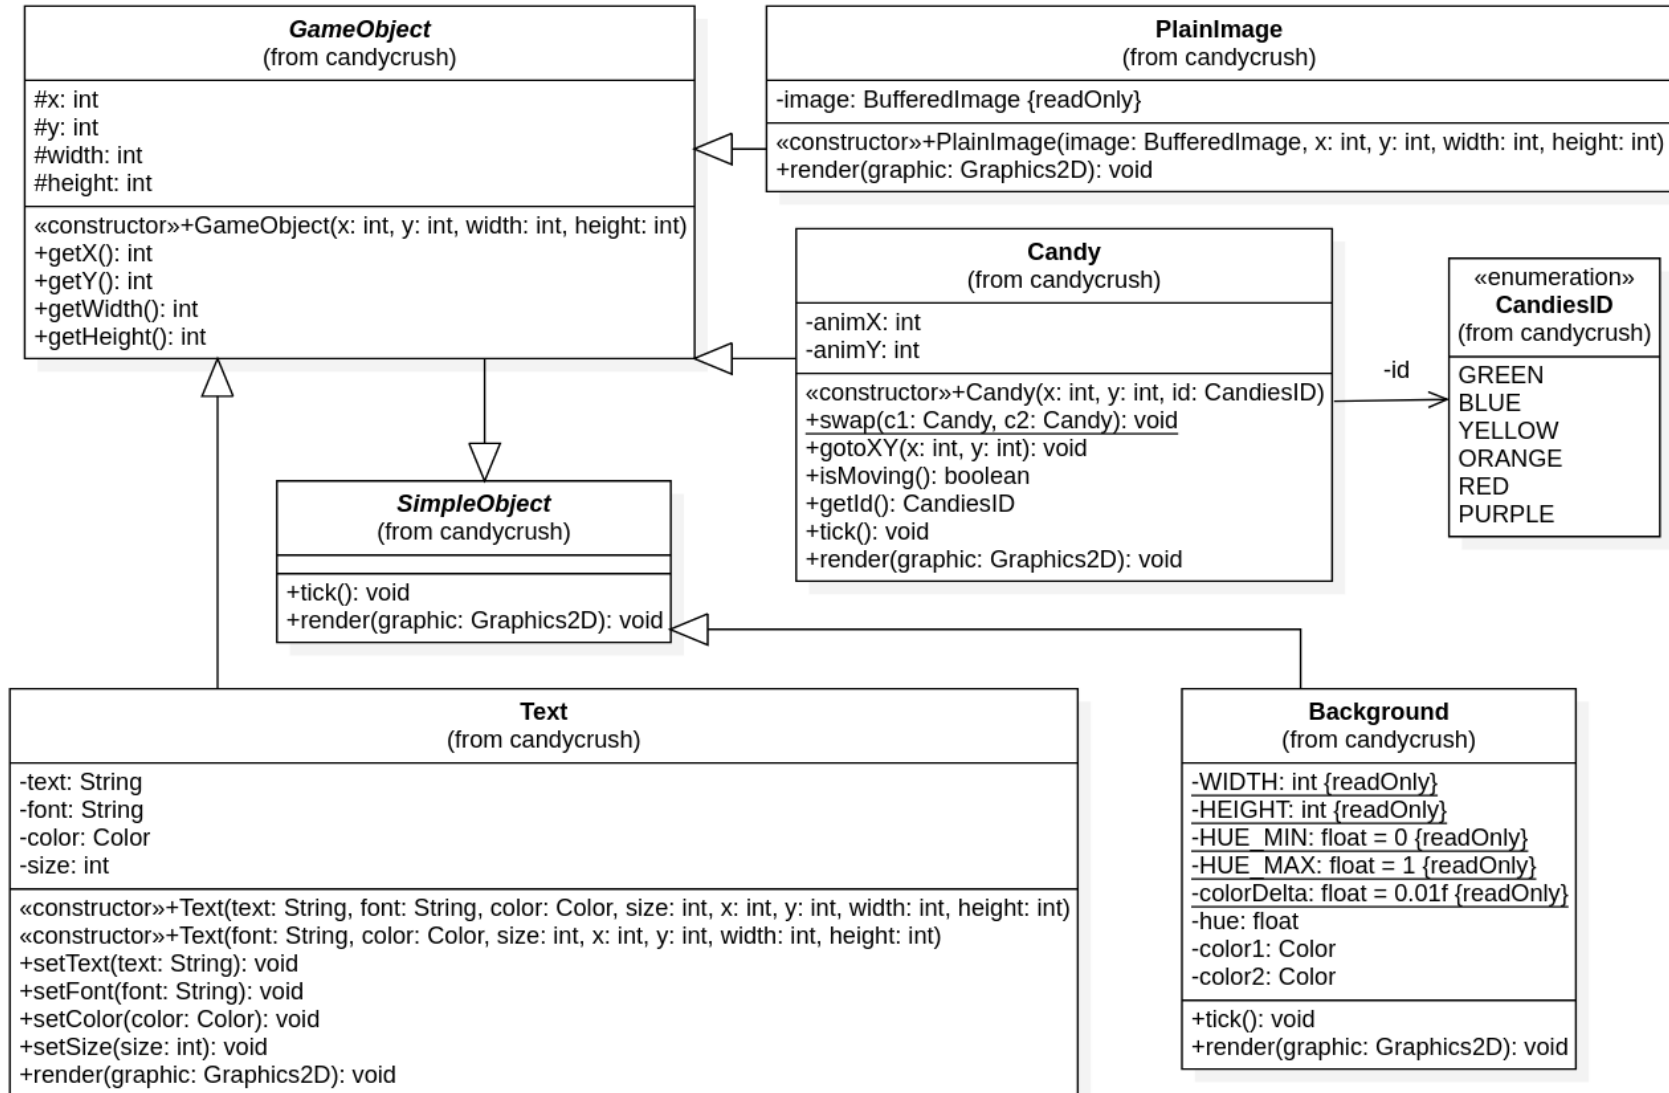 GameObject
(from candycrush)
#x: int
#y: int
#width: int
#height: int
«constructor»+GameObject(x: int, y: int, width: int, height: int)
+getX(): int
+getY(): int
+getWidth(): int
+getHeight(): int
PlainImage
(from candycrush)
-image: BufferedImage {readOnly}
«constructor»+PlainImage(image: BufferedImage, x: int, y: int, width: int, height: int)
+render(graphic: Graphics2D): void
Candy
(from candycrush)
-animX: int
-animY: int
«constructor»+Candy(x: int, y: int, id: CandiesID)
+swap(c1: Candy, c2: Candy): void
+gotoXY(x: int, y: int): void
+isMoving(): boolean
+getId(): CandiesID
+tick(): void
+render(graphic: Graphics2D): void
-id
«enumeration»
CandiesID
(from candycrush)
GREEN
BLUE
YELLOW
ORANGE
RED
PURPLE
SimpleObject
(from candycrush)
+tick(): void
+render(graphic: Graphics2D): void
Text
(from candycrush)
-text: String
-font: String
-color: Color
-size: int
«constructor»+Text(text: String, font: String, color: Color, size: int, x: int, y: int, width: int, height: int)
«constructor»+Text(font: String, color: Color, size: int, x: int, y: int, width: int, height: int)
+setText(text: String): void
+setFont(font: String): void
+setColor(color: Color): void
+setSize(size: int): void
+render(graphic: Graphics2D): void
Background
(from candycrush)
-WIDTH: int {readOnly}
-HEIGHT: int {readOnly}
-HUE_MIN: float = 0 {readOnly}
-HUE_MAX: float = 1 {readOnly}
-colorDelta: float = 0.01f {readOnly}
-hue: float
-color1: Color
-color2: Color
+tick(): void
+render(graphic: Graphics2D): void